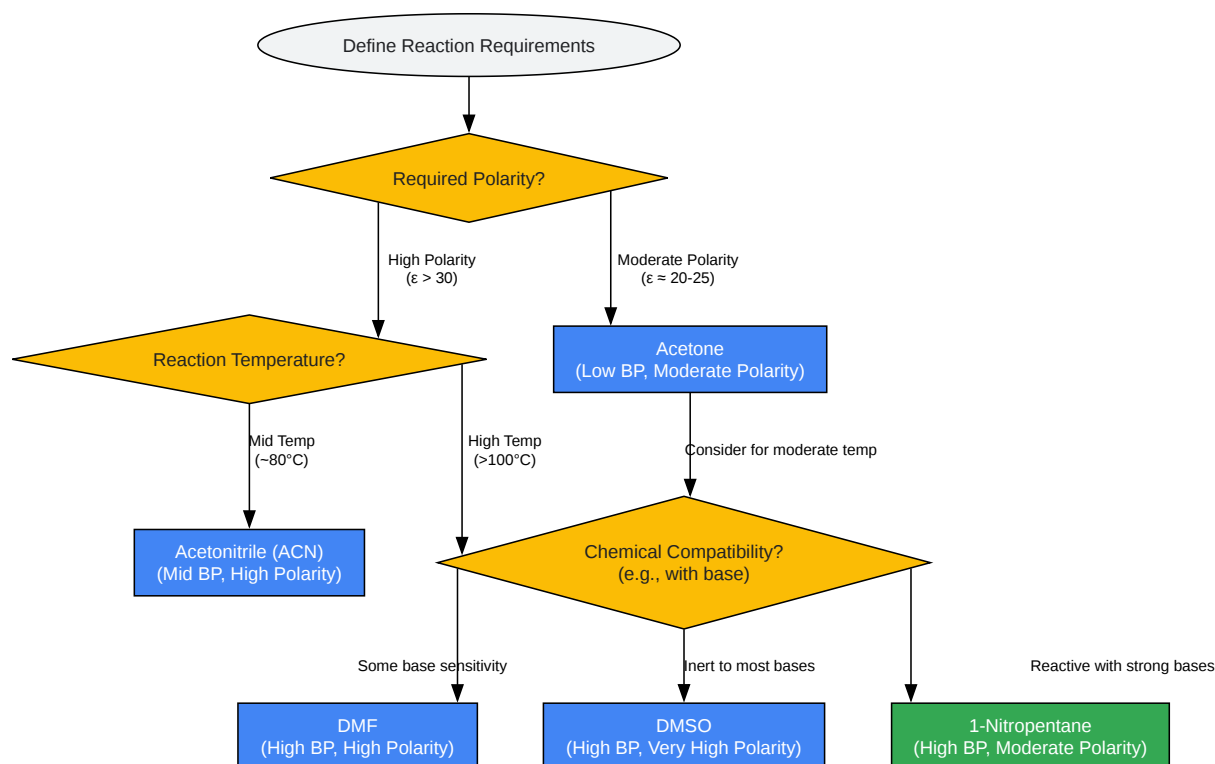 Define Reaction Requirements
Required Polarity?
High Polarity
(ε > 30)
Moderate Polarity
(ε ≈ 20-25)
Reaction Temperature?
Acetone
(Low BP, Moderate Polarity)
Mid Temp
(~80°C)
High Temp
(>100°C)
Consider for moderate temp
Acetonitrile (ACN)
(Mid BP, High Polarity)
Chemical Compatibility?
(e.g., with base)
Some base sensitivity
Inert to most bases
Reactive with strong bases
DMF
(High BP, High Polarity)
DMSO
(High BP, Very High Polarity)
1-Nitropentane
(High BP, Moderate Polarity)